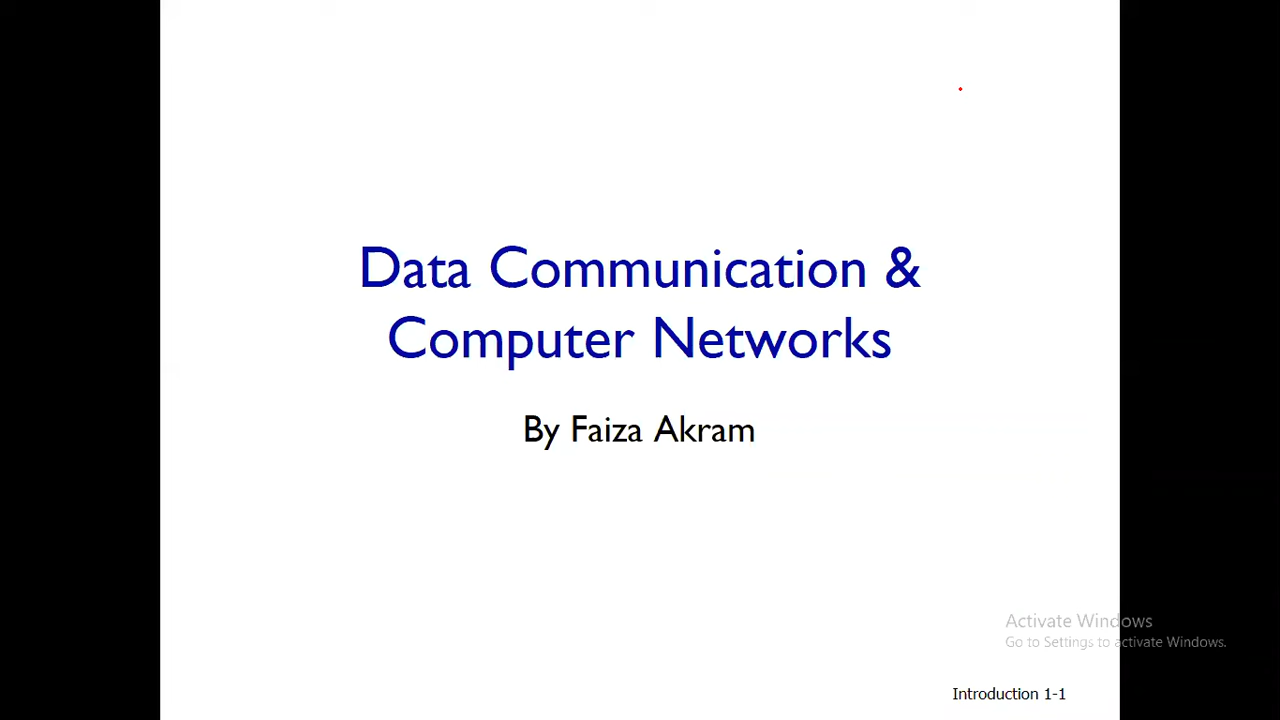 Data Communication &
Computer Networks
By Faiza Akram
Activate Windows
Go to Settings to activate Windows.
Introduction 1-1